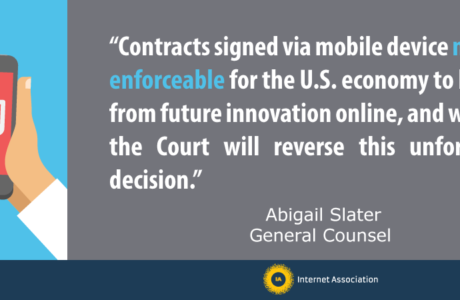 “Contracts signed via mobile device
enforceable for the U.S. economy to
from future innovation online, and
the Court will reverse this
decision.”
Abigail Slater
General Counsel
IA
Internet Association